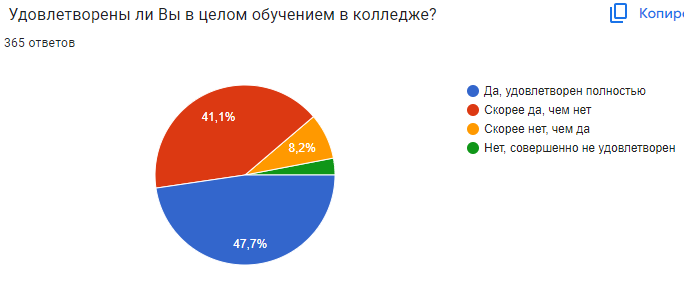 Удовлетворены ли Вы в целом обучением в колледже?
Копиро
365 ответов
Да, удовлетворен полностью
Скорее да, чем нет
Скорее нет, чем да
Нет, совершенно не удовлетворен
41,1%
8,2%
47,7%